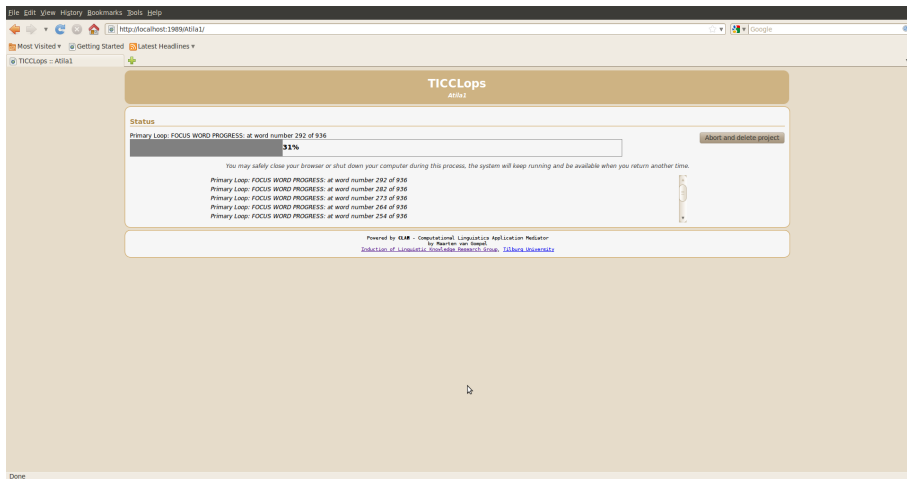 File Edit View History Bookmarks Tools Help
http://localhost:1989/Atila1/
Google
Most Visited Getting Started Latest Headlines
TICCLops :: Atila1
TICCLops
Atila1
Status
Primary Loop: FOCUS WORD PROGRESS: at word number 292 of 936
31%
Abort and delete project
You may safely close your browser or shut down your computer during this process, the system will keep running and be available when you return another time.
Primary Loop: FOCUS WORD PROGRESS: at word number 292 of 936
Primary Loop: FOCUS WORD PROGRESS: at word number 282 of 936
Primary Loop: FOCUS WORD PROGRESS: at word number 273 of 936
Primary Loop: FOCUS WORD PROGRESS: at word number 264 of 936
Primary Loop: FOCUS WORD PROGRESS: at word number 254 of 936
Powered by CLAM - Computational Linguistics Application Mediator
by Maarten van Gompel
Induction of Linguistic Knowledge Research Group, Tilburg University
Done